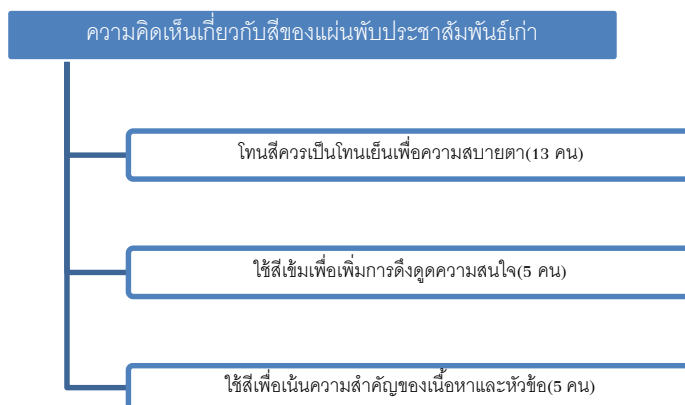 ความคิดเห็นเกี่ยวกับสีของแผ่นพับประชาสัมพันธ์เก่า
โทนสีควรเป็นโทนเย็นเพื่อความสบายตา(13 คน)
ใช้สีเข้มเพื่อเพิ่มการดึงดูดความสนใจ(5 คน)
ใช้สีเพื่อเน้นความสำคัญของเนื้อหาและหัวข้อ(5 คน)